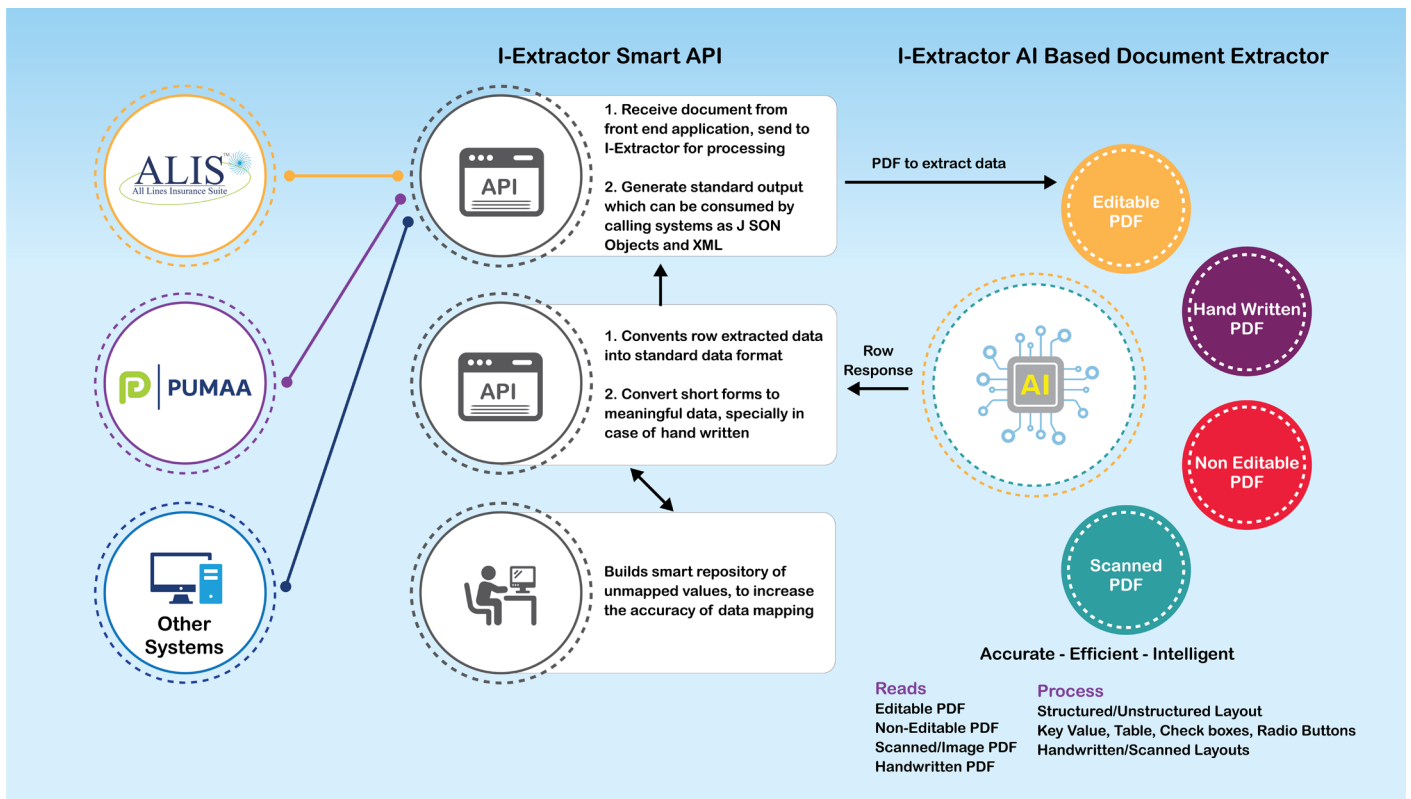 I-Extractor Smart API
I-Extractor AI Based Document Extractor
ALIS™
All Lines Insurance Suite
PUMAA
Other
Systems
API
1. Receive document from
front end application, send to
I-Extractor for processing
2. Generate standard output
which can be consumed by
calling systems as J SON
Objects and XML
API
1. Convents row extracted data
into standard data format
2. Convert short forms to
meaningful data, specially in
case of hand written
Builds smart repository of
unmapped values, to increase
the accuracy of data mapping
PDF to extract data
Row
Response
AI
Editable
PDF
Hand Written
PDF
Non Editable
PDF
Scanned
PDF
Accurate - Efficient - Intelligent
Reads
Editable PDF
Non-Editable PDF
Scanned/Image PDF
Handwritten PDF
Process
Structured/Unstructured Layout
Key Value, Table, Check boxes, Radio Buttons
Handwritten/Scanned Layouts